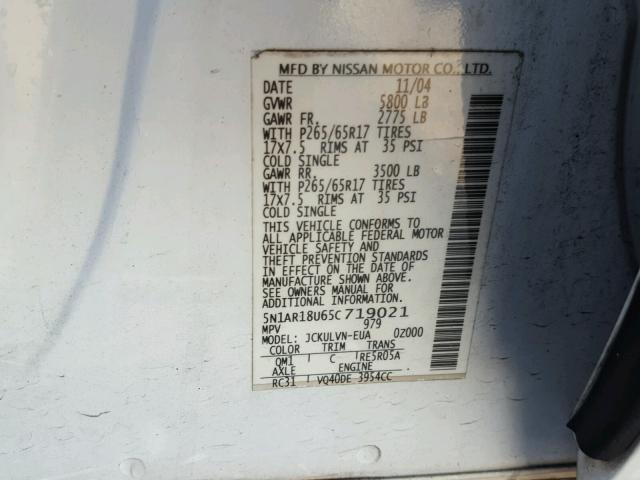 MFD BY NISSAN MOTOR CO., LTD.
DATE 11/04
GVWR 5800 LB
GAWR FR. 2775 LB
WITH P265/65R17 TIRES
17X7.5 RIMS AT 35 PSI
COLD SINGLE
GAWR RR. 3500 LB
WITH P265/65R17 TIRES
17X7.5 RIMS AT 35 PSI
COLD SINGLE
THIS VEHICLE CONFORMS TO
ALL APPLICABLE FEDERAL MOTOR
VEHICLE SAFETY AND
THEFT PREVENTION STANDARDS
IN EFFECT ON THE DATE OF
MANUFACTURE SHOWN ABOVE.
SEE OWNERS MANUAL FOR
ADDITIONAL INFORMATION.
5N1AR18U65C719021
MPV 979
MODEL: JCKULVN-EUA 02000
COLOR TRIM TRANS
QM1 C RE5R05A
AXLE ENGINE
RC31 VQ40DE 3954CC